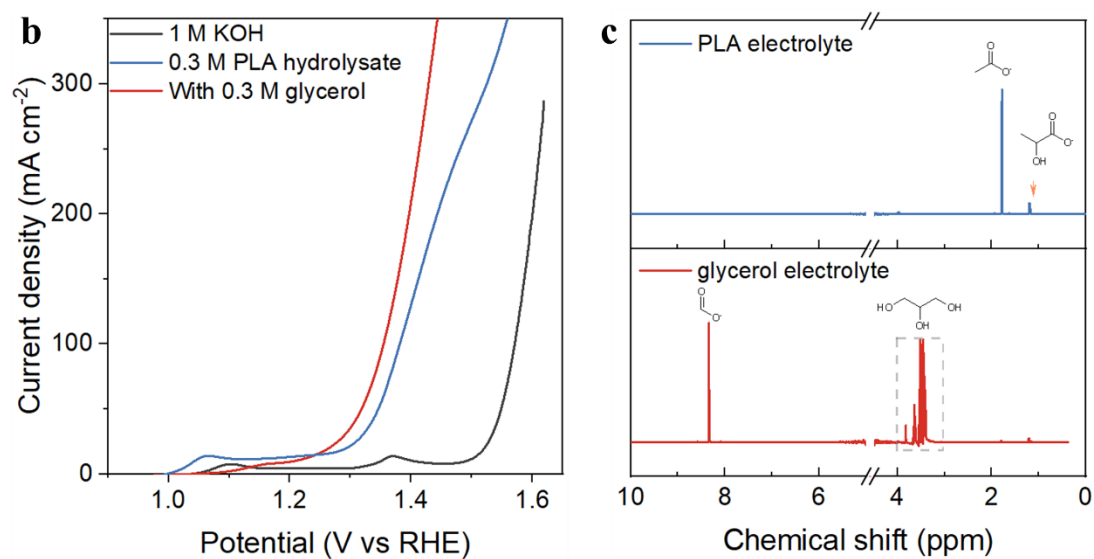 b
1 M KOH
0.3 M PLA hydrolysate
With 0.3 M glycerol
300
200
100
0
1.0 1.2 1.4 1.6
Current density (mA cm⁻²)
Potential (V vs RHE)
c
PLA electrolyte
O
O⁻
O
O⁻
OH
glycerol electrolyte
O
O⁻
HO OH
OH
10 8 6 4 2 0
Chemical shift (ppm)